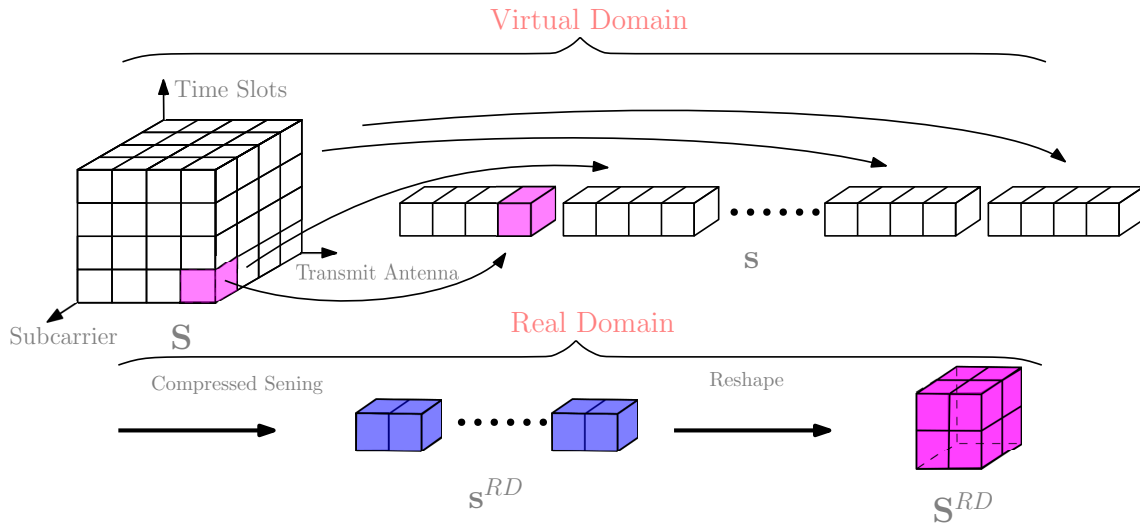 Virtual Domain
Time Slots
Transmit Antenna
s
Subcarrier
S
Real Domain
Compressed Sening
Reshape
s^{RD}
S^{RD}